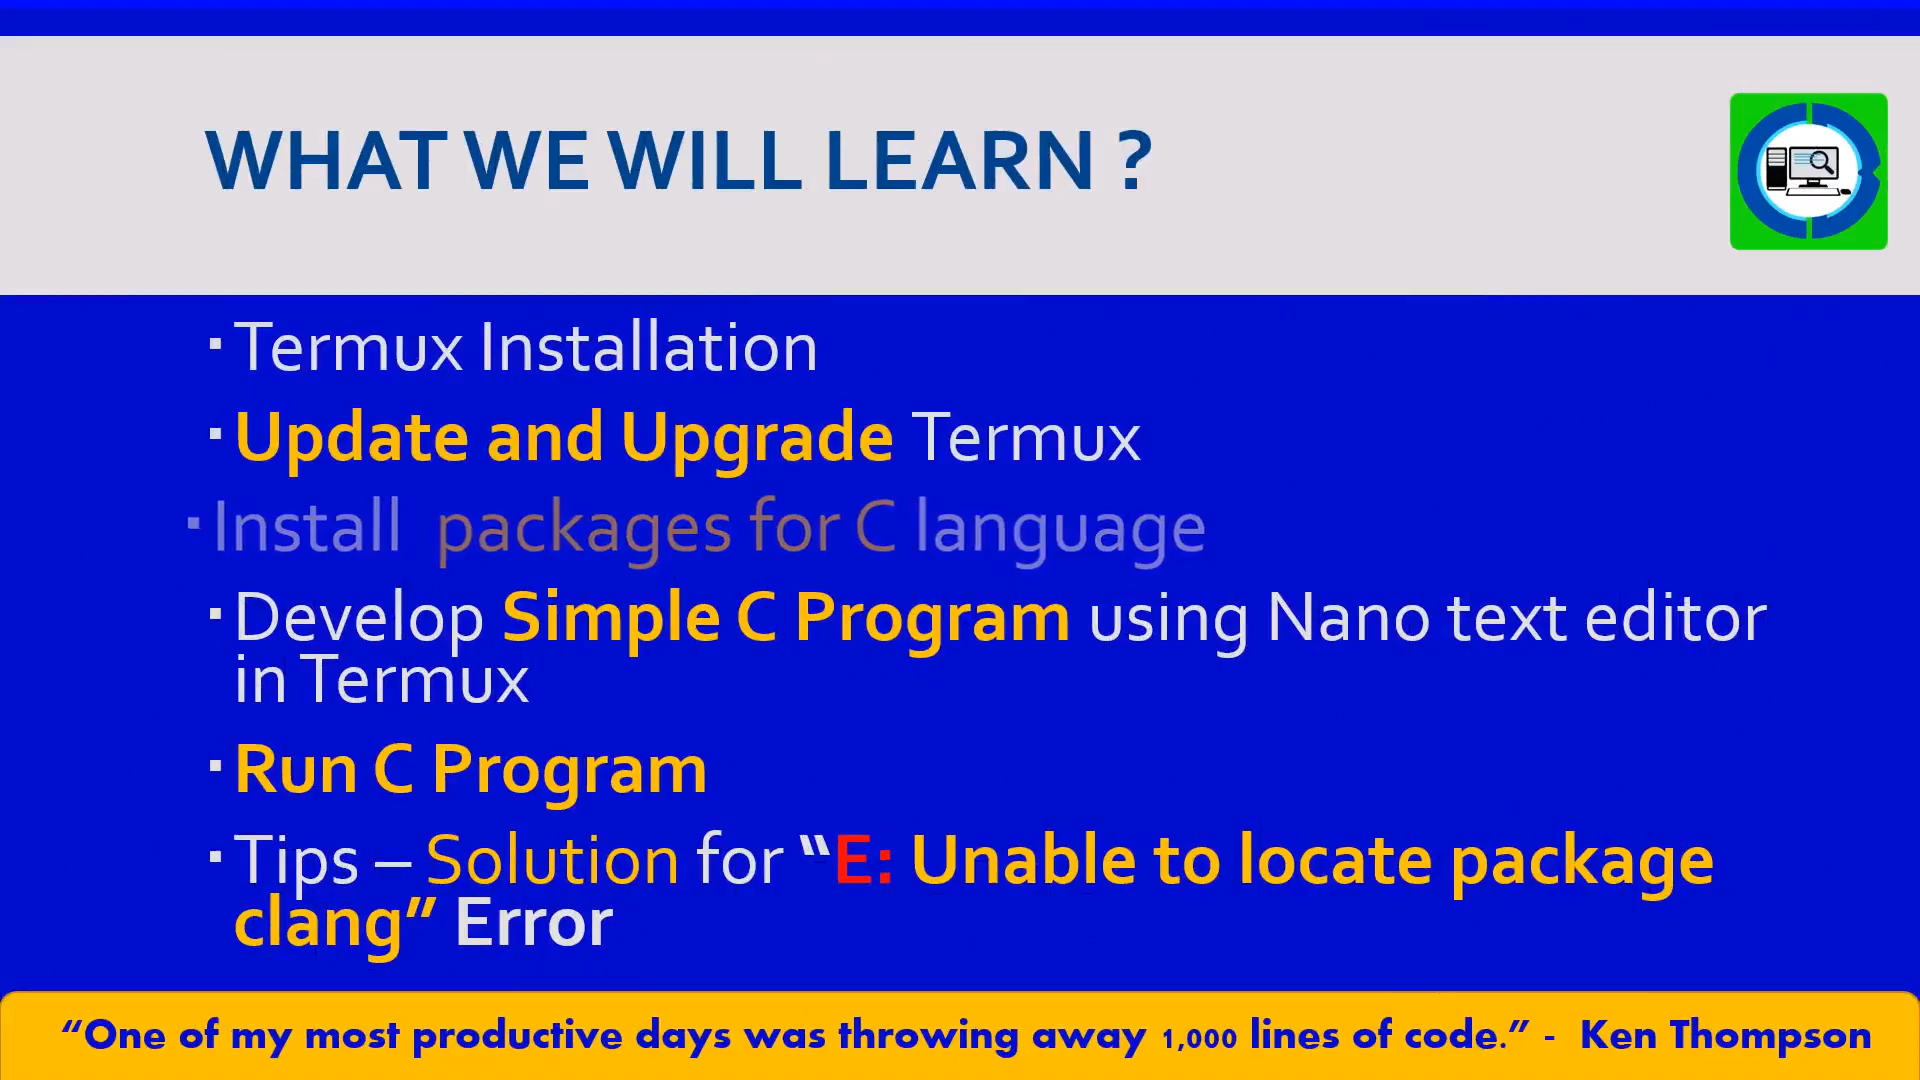 WHAT WE WILL LEARN ?
▪Termux Installation
▪Update and Upgrade Termux
▪Install packages for C language
▪Develop Simple C Program using Nano text editor
in Termux
▪Run C Program
▪Tips – Solution for “E: Unable to locate package
clang” Error
“One of my most productive days was throwing away 1,000 lines of code.” - Ken Thompson